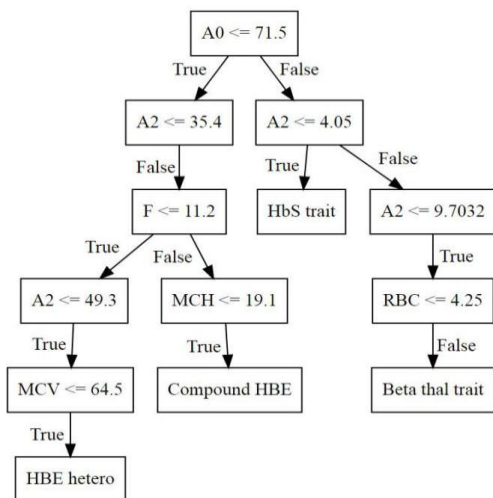 A0 <= 71.5
True
False
A2 <= 35.4
A2 <= 4.05
False
True
False
F <= 11.2
HbS trait
A2 <= 9.7032
True
False
True
A2 <= 49.3
MCH <= 19.1
RBC <= 4.25
True
True
False
MCV <= 64.5
Compound HBE
Beta thal trait
True
HBE hetero